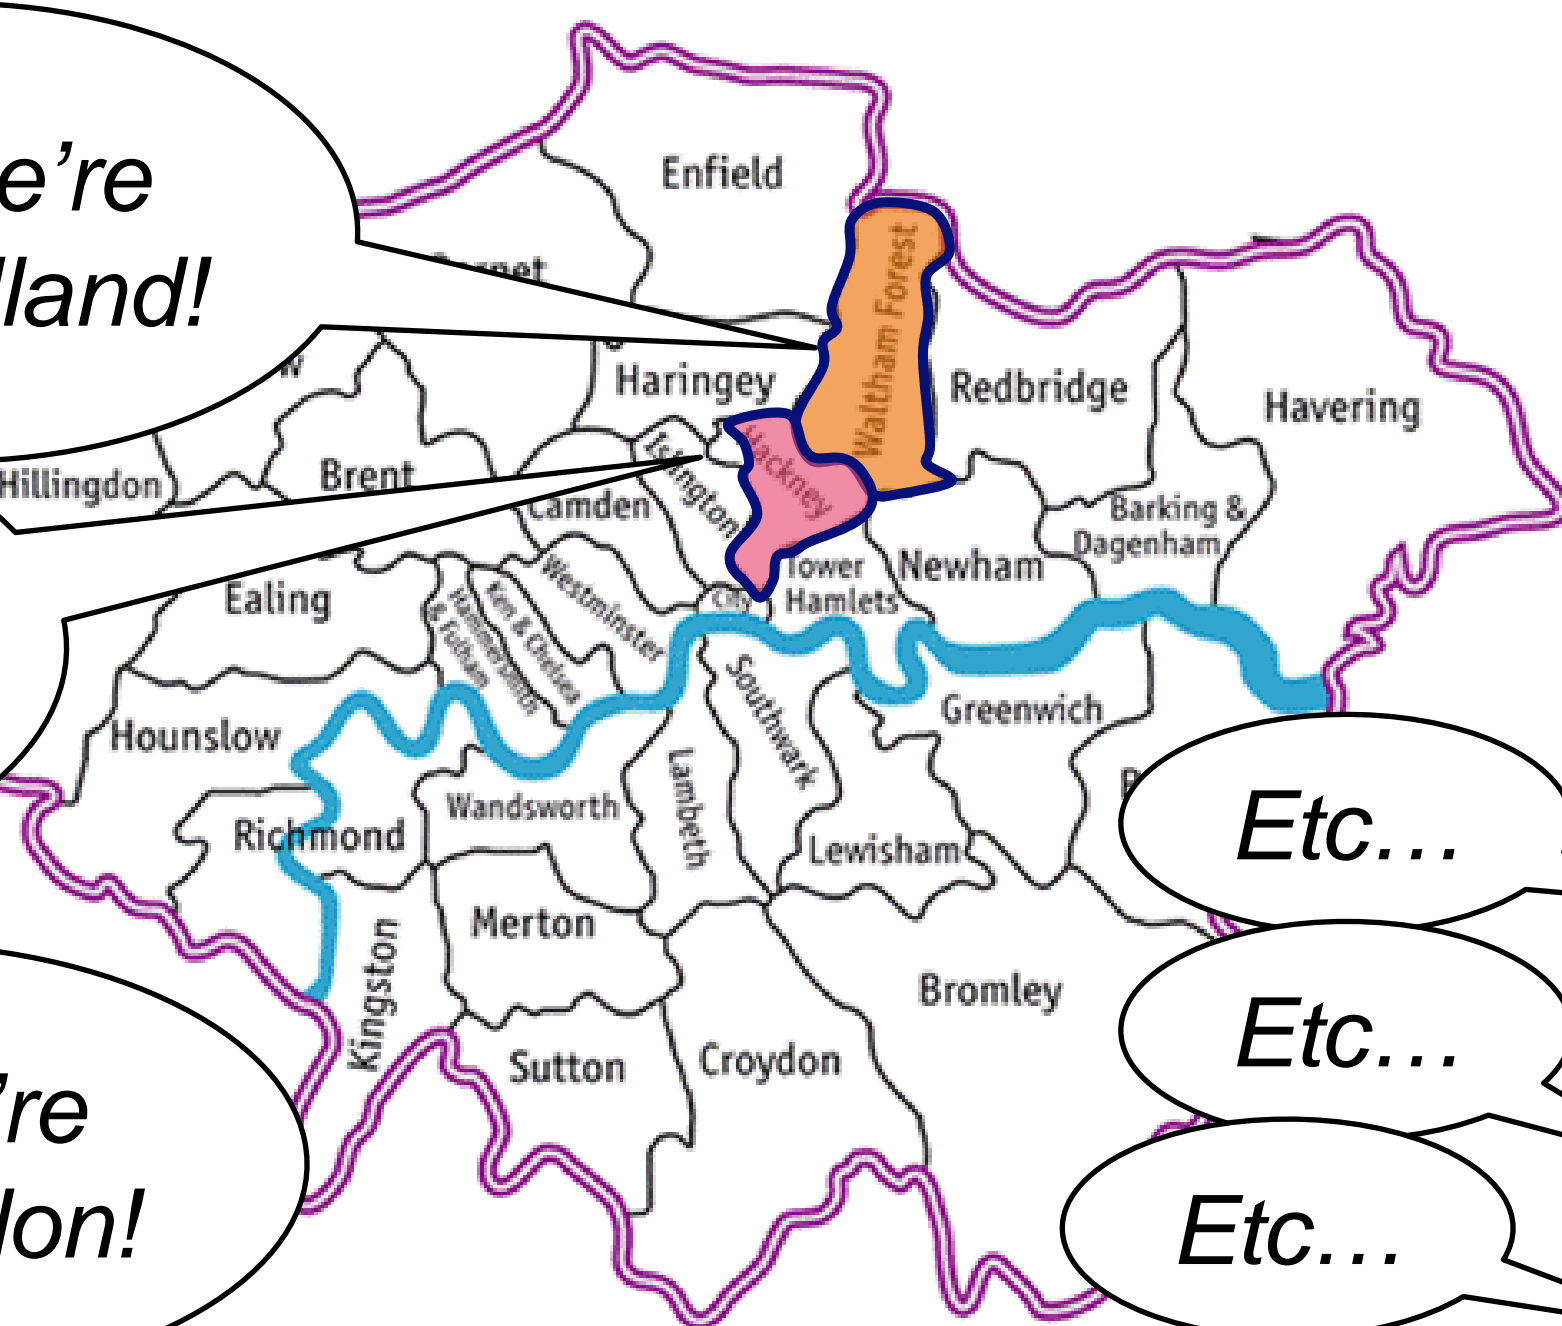 e’re
lland!
Enfield
Waltham Forest
Haringey
Redbridge
Havering
Hillingdon
Brent
Camden
Islington
Hackney
Barking &
Dagenham
Newham
Tower
Hamlets
City
Ealing
Hammersmith
& Fulham
Ken & Chelsea
Westminster
Hounslow
Richmond
Wandsworth
Lambeth
Southwark
Greenwich
Lewisham
Etc…
Kingston
Merton
Bromley
Etc…
Sutton
Croydon
’re
don!
Etc…